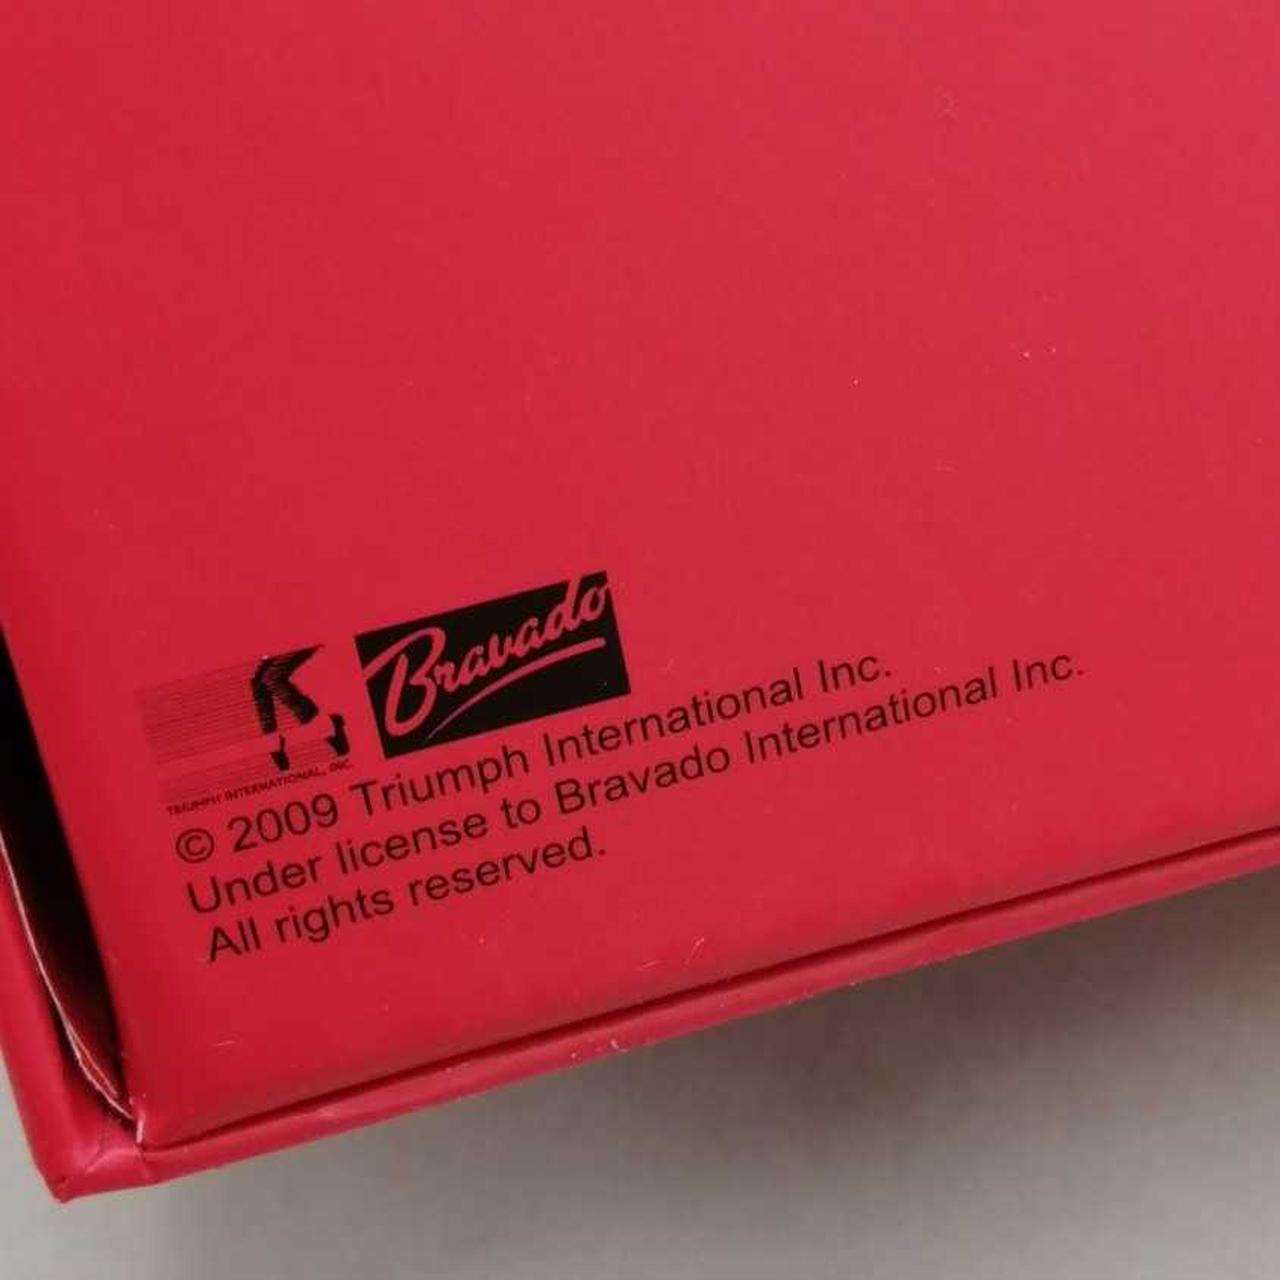 Bravado
TRIUMPH INTERNATIONAL, INC.
© 2009 Triumph International Inc.
Under license to Bravado International Inc.
All rights reserved.